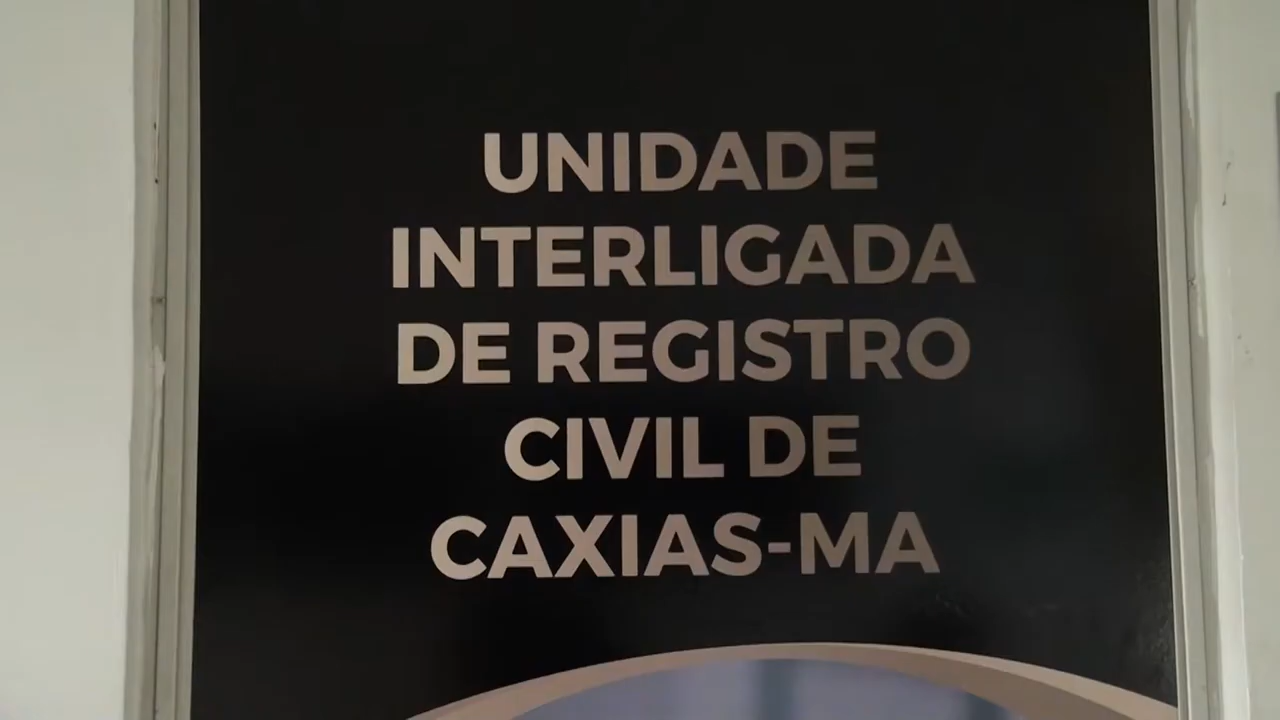 UNIDADE
INTERLIGADA
DE REGISTRO
CIVIL DE
CAXIAS-MA